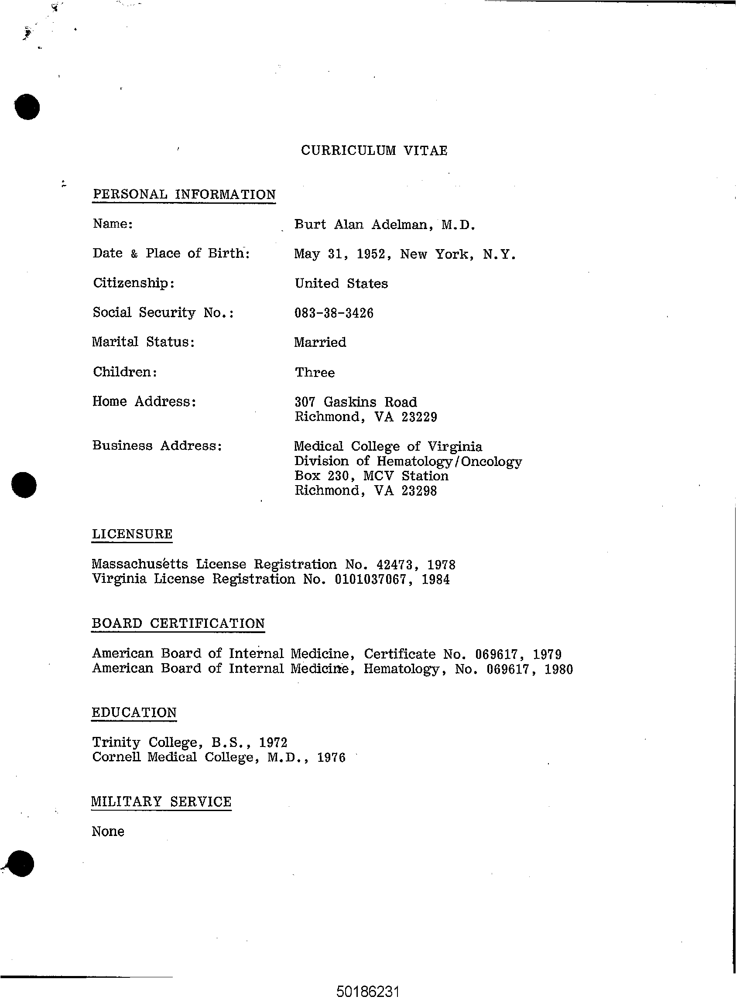 CURRICULUM VITAE
PERSONAL INFORMATION
Name: Burt Alan Adelman, M.D.
Date & Place of Birth: May 31, 1952, New York, N.Y.
Citizenship: United States
Social Security No.: 083-38-3426
Marital Status: Married
Children: Three
Home Address: 307 Gaskins Road
Richmond, VA 23229
Business Address: Medical College of Virginia
Division of Hematology/Oncology
Box 230, MCV Station
Richmond, VA 23298
LICENSURE
Massachusetts License Registration No. 42473, 1978
Virginia License Registration No. 0101037067, 1984
BOARD CERTIFICATION
American Board of Internal Medicine, Certificate No. 069617, 1979
American Board of Internal Medicine, Hematology, No. 069617, 1980
EDUCATION
Trinity College, B.S., 1972
Cornell Medical College, M.D., 1976
MILITARY SERVICE
None
50186231